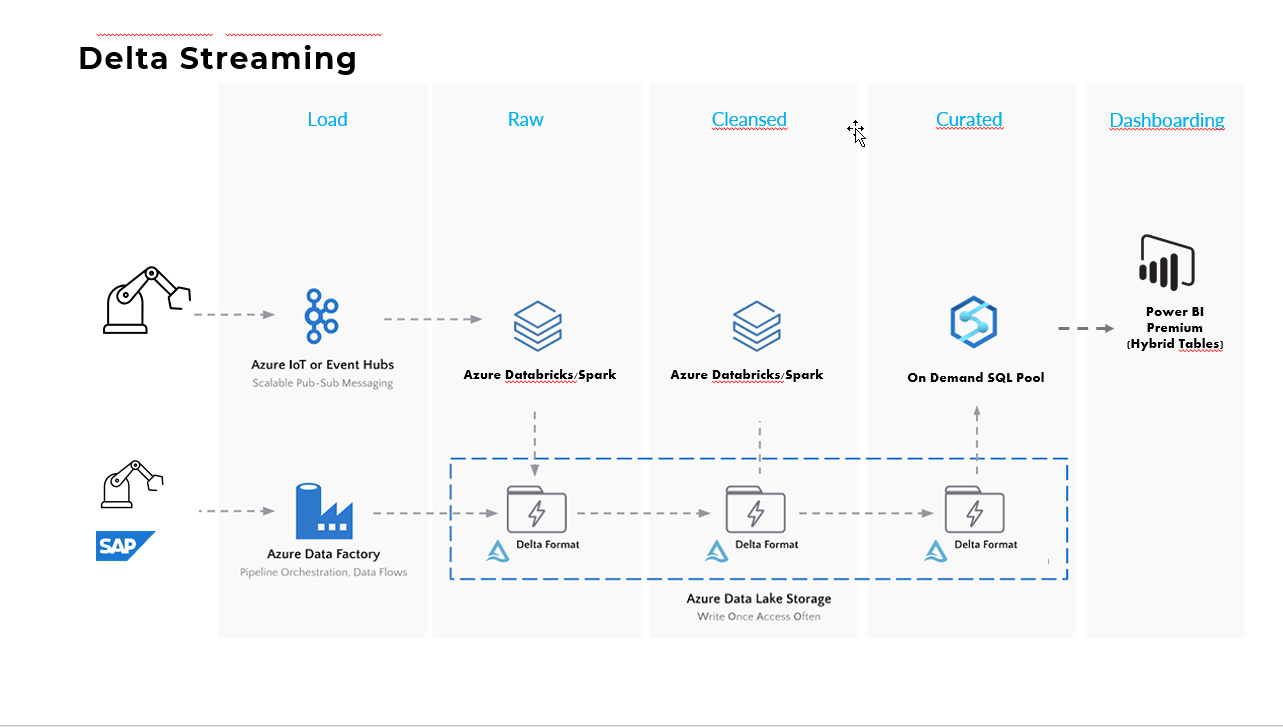 Delta Streaming
Load
Raw
Cleansed
Curated
Dashboarding
Power BI
Premium
(Hybrid Tables)
Azure IoT or Event Hubs
Scalable Pub-Sub Messaging
Azure Databricks/Spark
Azure Databricks/Spark
On Demand SQL Pool
SAP
Azure Data Factory
Pipeline Orchestration, Data Flows
Delta Format
Delta Format
Delta Format
Azure Data Lake Storage
Write Once Access Often